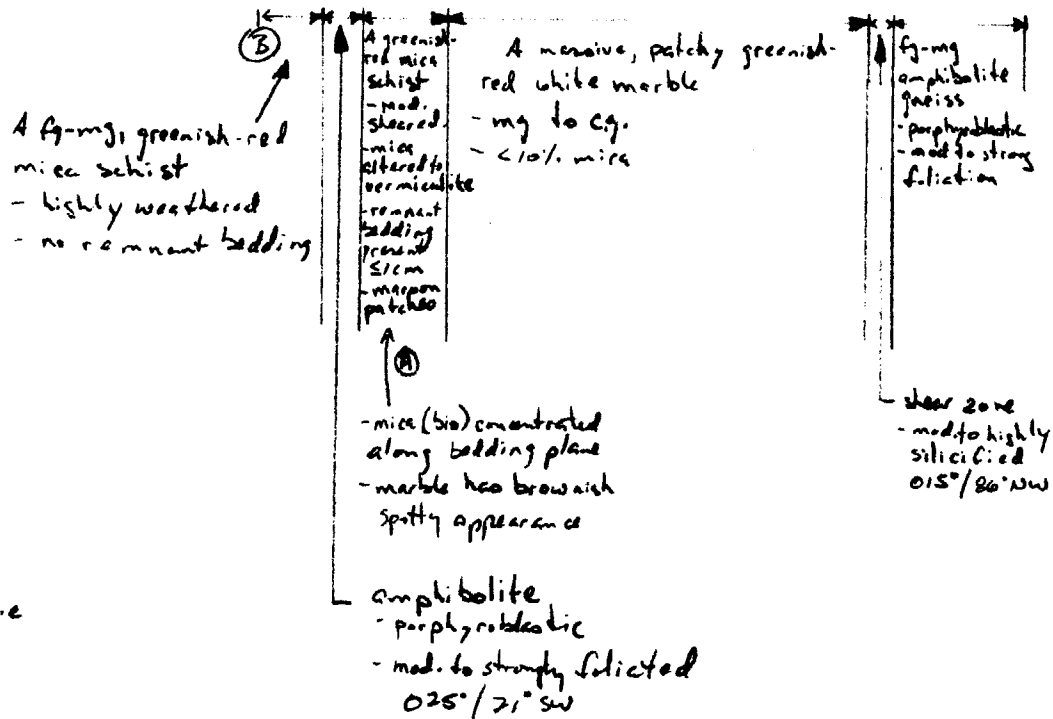 B
A fg-mg, greenish-red
mica schist
- highly weathered
- no remnant bedding
A greenish-
red mica
schist
- mod.
sheared.
- mica
altered to
vermiculite
- remnant
bedding
present
≤1cm
- maroon
patches
A
- mica (bio) concentrated
along bedding plane
- marble has brownish
spotty appearance
amphibolite
- porphyroblastic
- mod. to strongly foliated
025°/71° SW
A massive, patchy greenish-
red white marble
- mg to cg.
- <10% mica
fg-mg
amphibolite
gneiss
- porphyroblastic
- mod to strong
foliation
shear zone
- mod. to highly
silicified
015°/86° NW